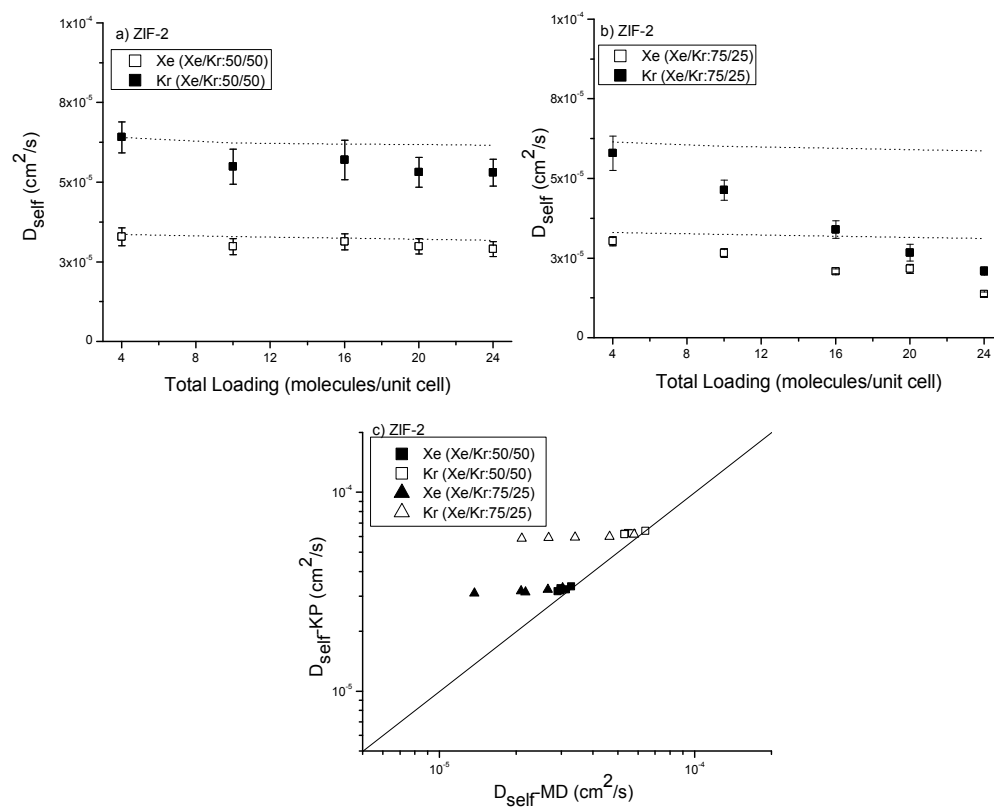 a) ZIF-2
Xe (Xe/Kr:50/50)
Kr (Xe/Kr:50/50)
1x10⁻⁴
8x10⁻⁵
5x10⁻⁵
3x10⁻⁵
0
D_self (cm²/s)
4 8 12 16 20 24
Total Loading (molecules/unit cell)
b) ZIF-2
Xe (Xe/Kr:75/25)
Kr (Xe/Kr:75/25)
1x10⁻⁴
8x10⁻⁵
5x10⁻⁵
3x10⁻⁵
0
D_self (cm²/s)
4 8 12 16 20 24
Total Loading (molecules/unit cell)
c) ZIF-2
Xe (Xe/Kr:50/50)
Kr (Xe/Kr:50/50)
Xe (Xe/Kr:75/25)
Kr (Xe/Kr:75/25)
10⁻⁴
10⁻⁵
D_self-KP (cm²/s)
10⁻⁵ 10⁻⁴
D_self-MD (cm²/s)